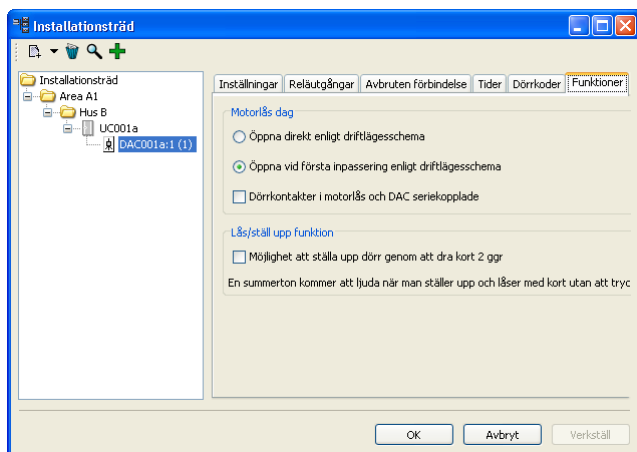 Installationsträd
Installationsträd
Area A1
Hus B
UC001a
DAC001a:1 (1)
Inställningar Reläutgångar Avbruten förbindelse Tider Dörrkoder Funktioner
Motorlås dag
Öppna direkt enligt driftlägesschema
Öppna vid första inpassering enligt driftlägesschema
Dörrkontakter i motorlås och DAC seriekopplade
Lås/ställ upp funktion
Möjlighet att ställa upp dörr genom att dra kort 2 ggr
En summerton kommer att ljuda när man ställer upp och låser med kort utan att tryc
OK Avbryt Verkställ